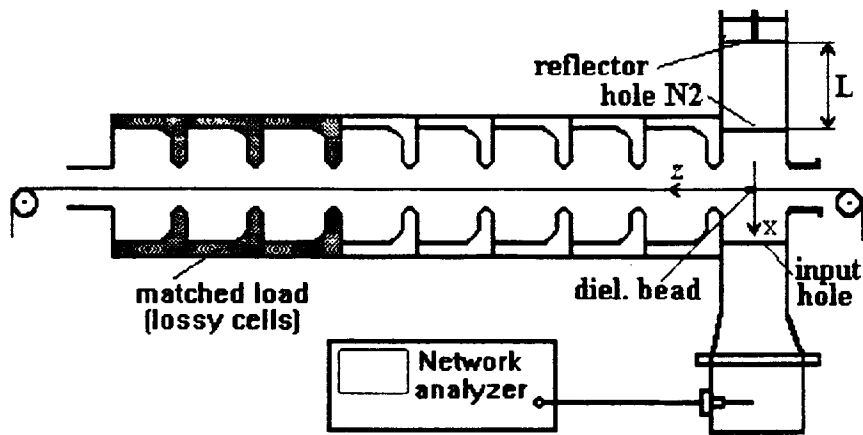 reflector
hole N2
L
z
x
input
hole
diel. bead
matched load
(lossy cells)
Network
analyzer